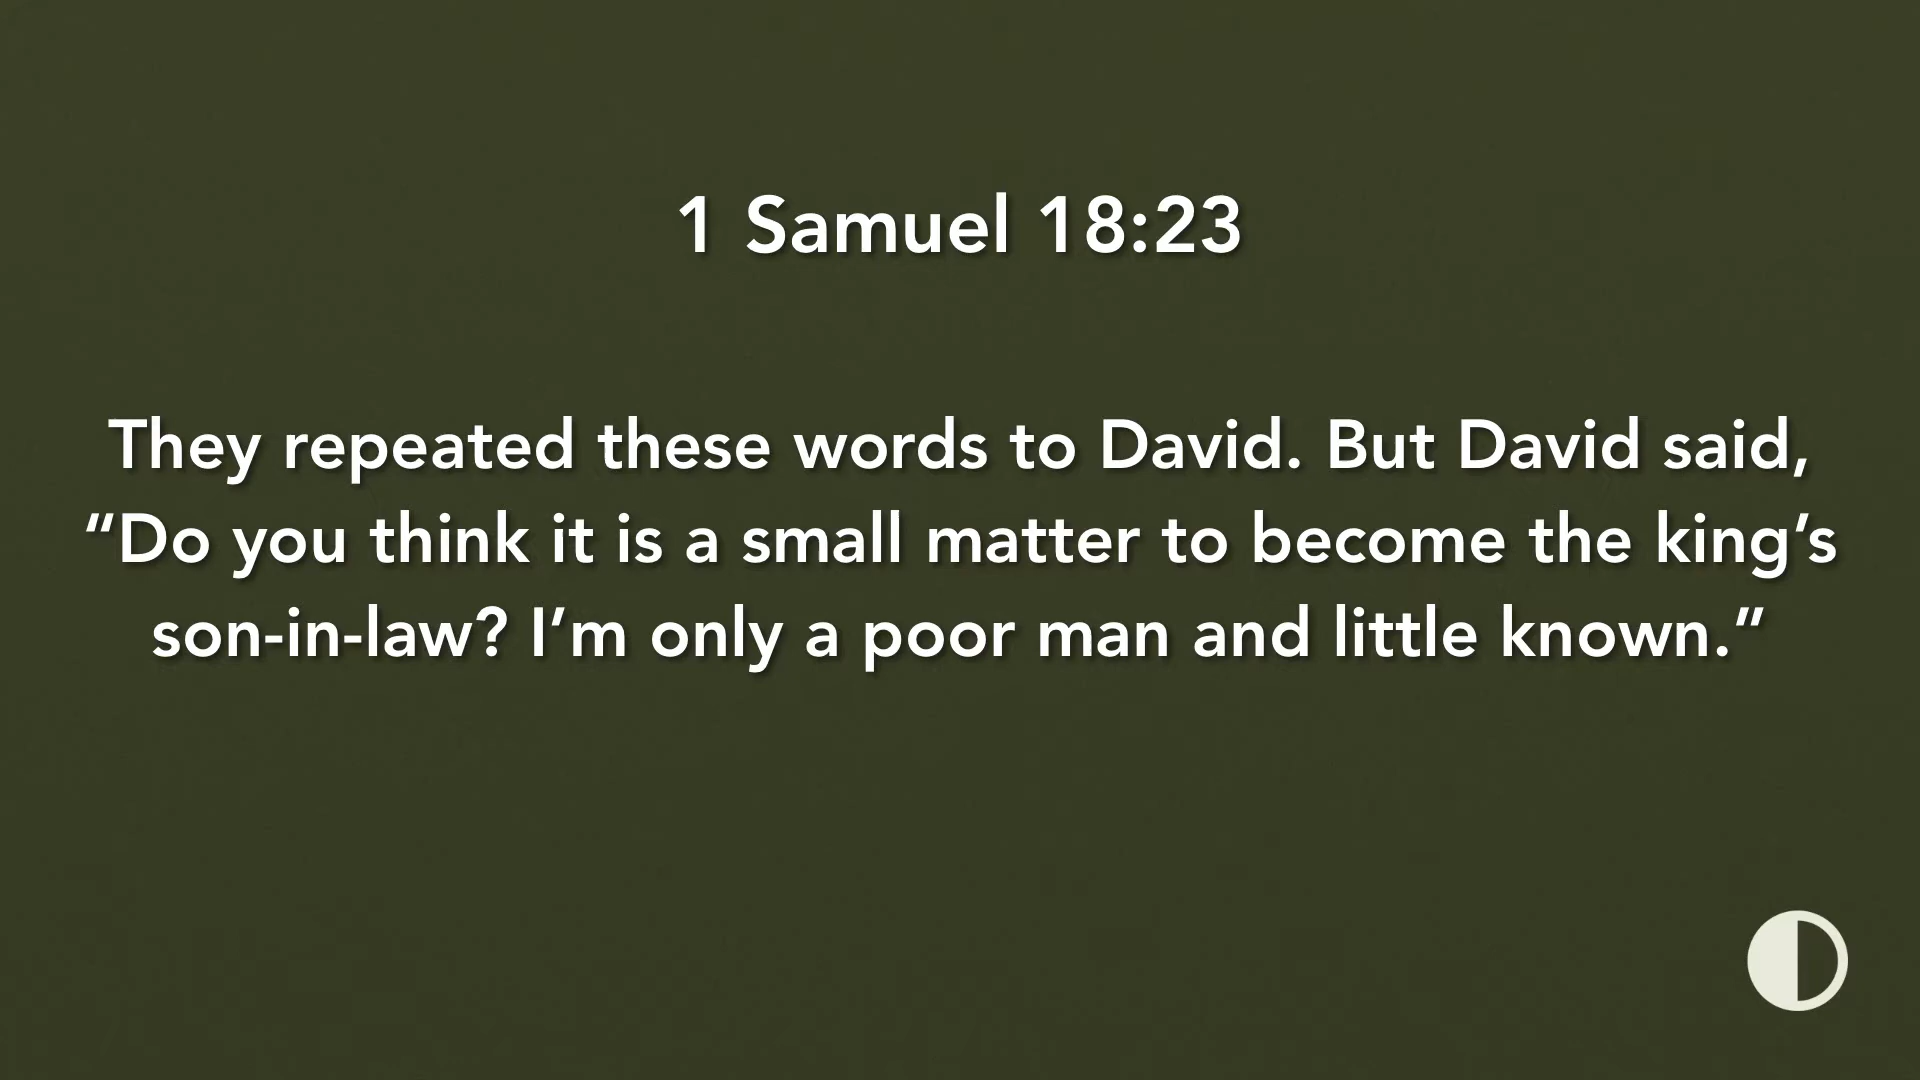 1 Samuel 18:23
They repeated these words to David. But David said,
“Do you think it is a small matter to become the king’s
son-in-law? I’m only a poor man and little known.”